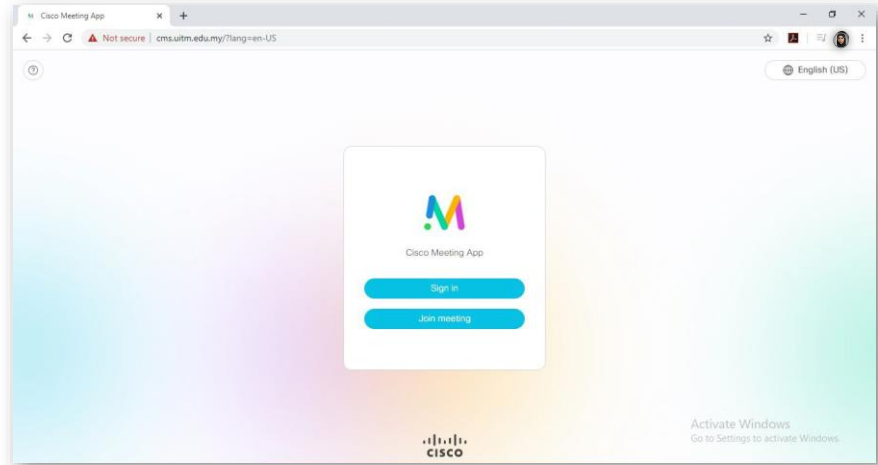 Cisco Meeting App
Not secure | cms.uitm.edu.my/?lang=en-US
English (US)
Cisco Meeting App
Sign in
Join meeting
CISCO
Activate Windows
Go to Settings to activate Windows.